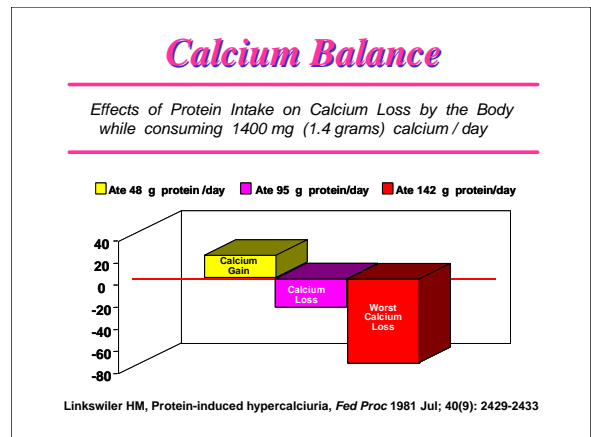 Calcium Balance
Effects of Protein Intake on Calcium Loss by the Body
while consuming 1400 mg (1.4 grams) calcium / day
Ate 48 g protein /day Ate 95 g protein/day Ate 142 g protein/day
40
20
0
-20
-40
-60
-80
Calcium
Gain
Calcium
Loss
Worst
Calcium
Loss
Linkswiler HM, Protein-induced hypercalciuria, Fed Proc 1981 Jul; 40(9): 2429-2433